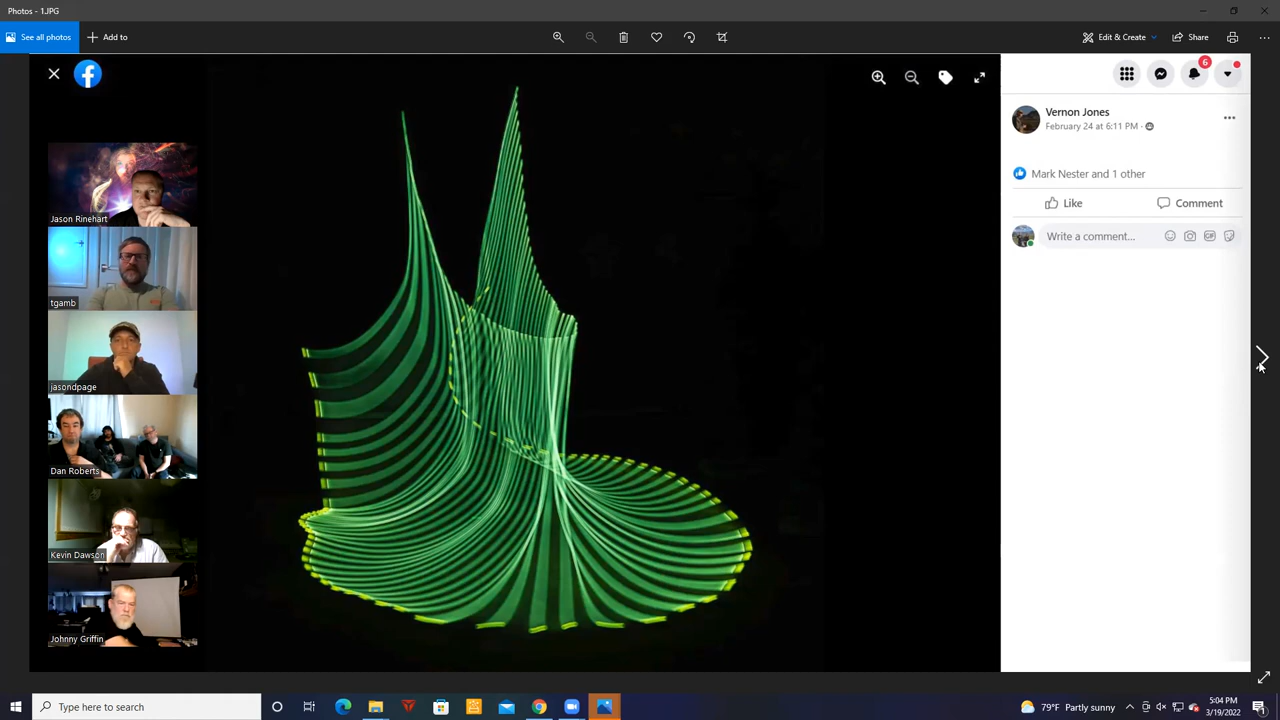 Photos - 1.JPG
See all photos
Add to
Edit & Create
Share
6
Vernon Jones
February 24 at 6:11 PM ·
Mark Nester and 1 other
Like
Comment
Write a comment...
GIF
Jason Rinehart
tgamb
jasondpage
Dan Roberts
Kevin Dawson
Johnny Griffin
Type here to search
79°F Partly sunny
5:04 PM
3/19/2022